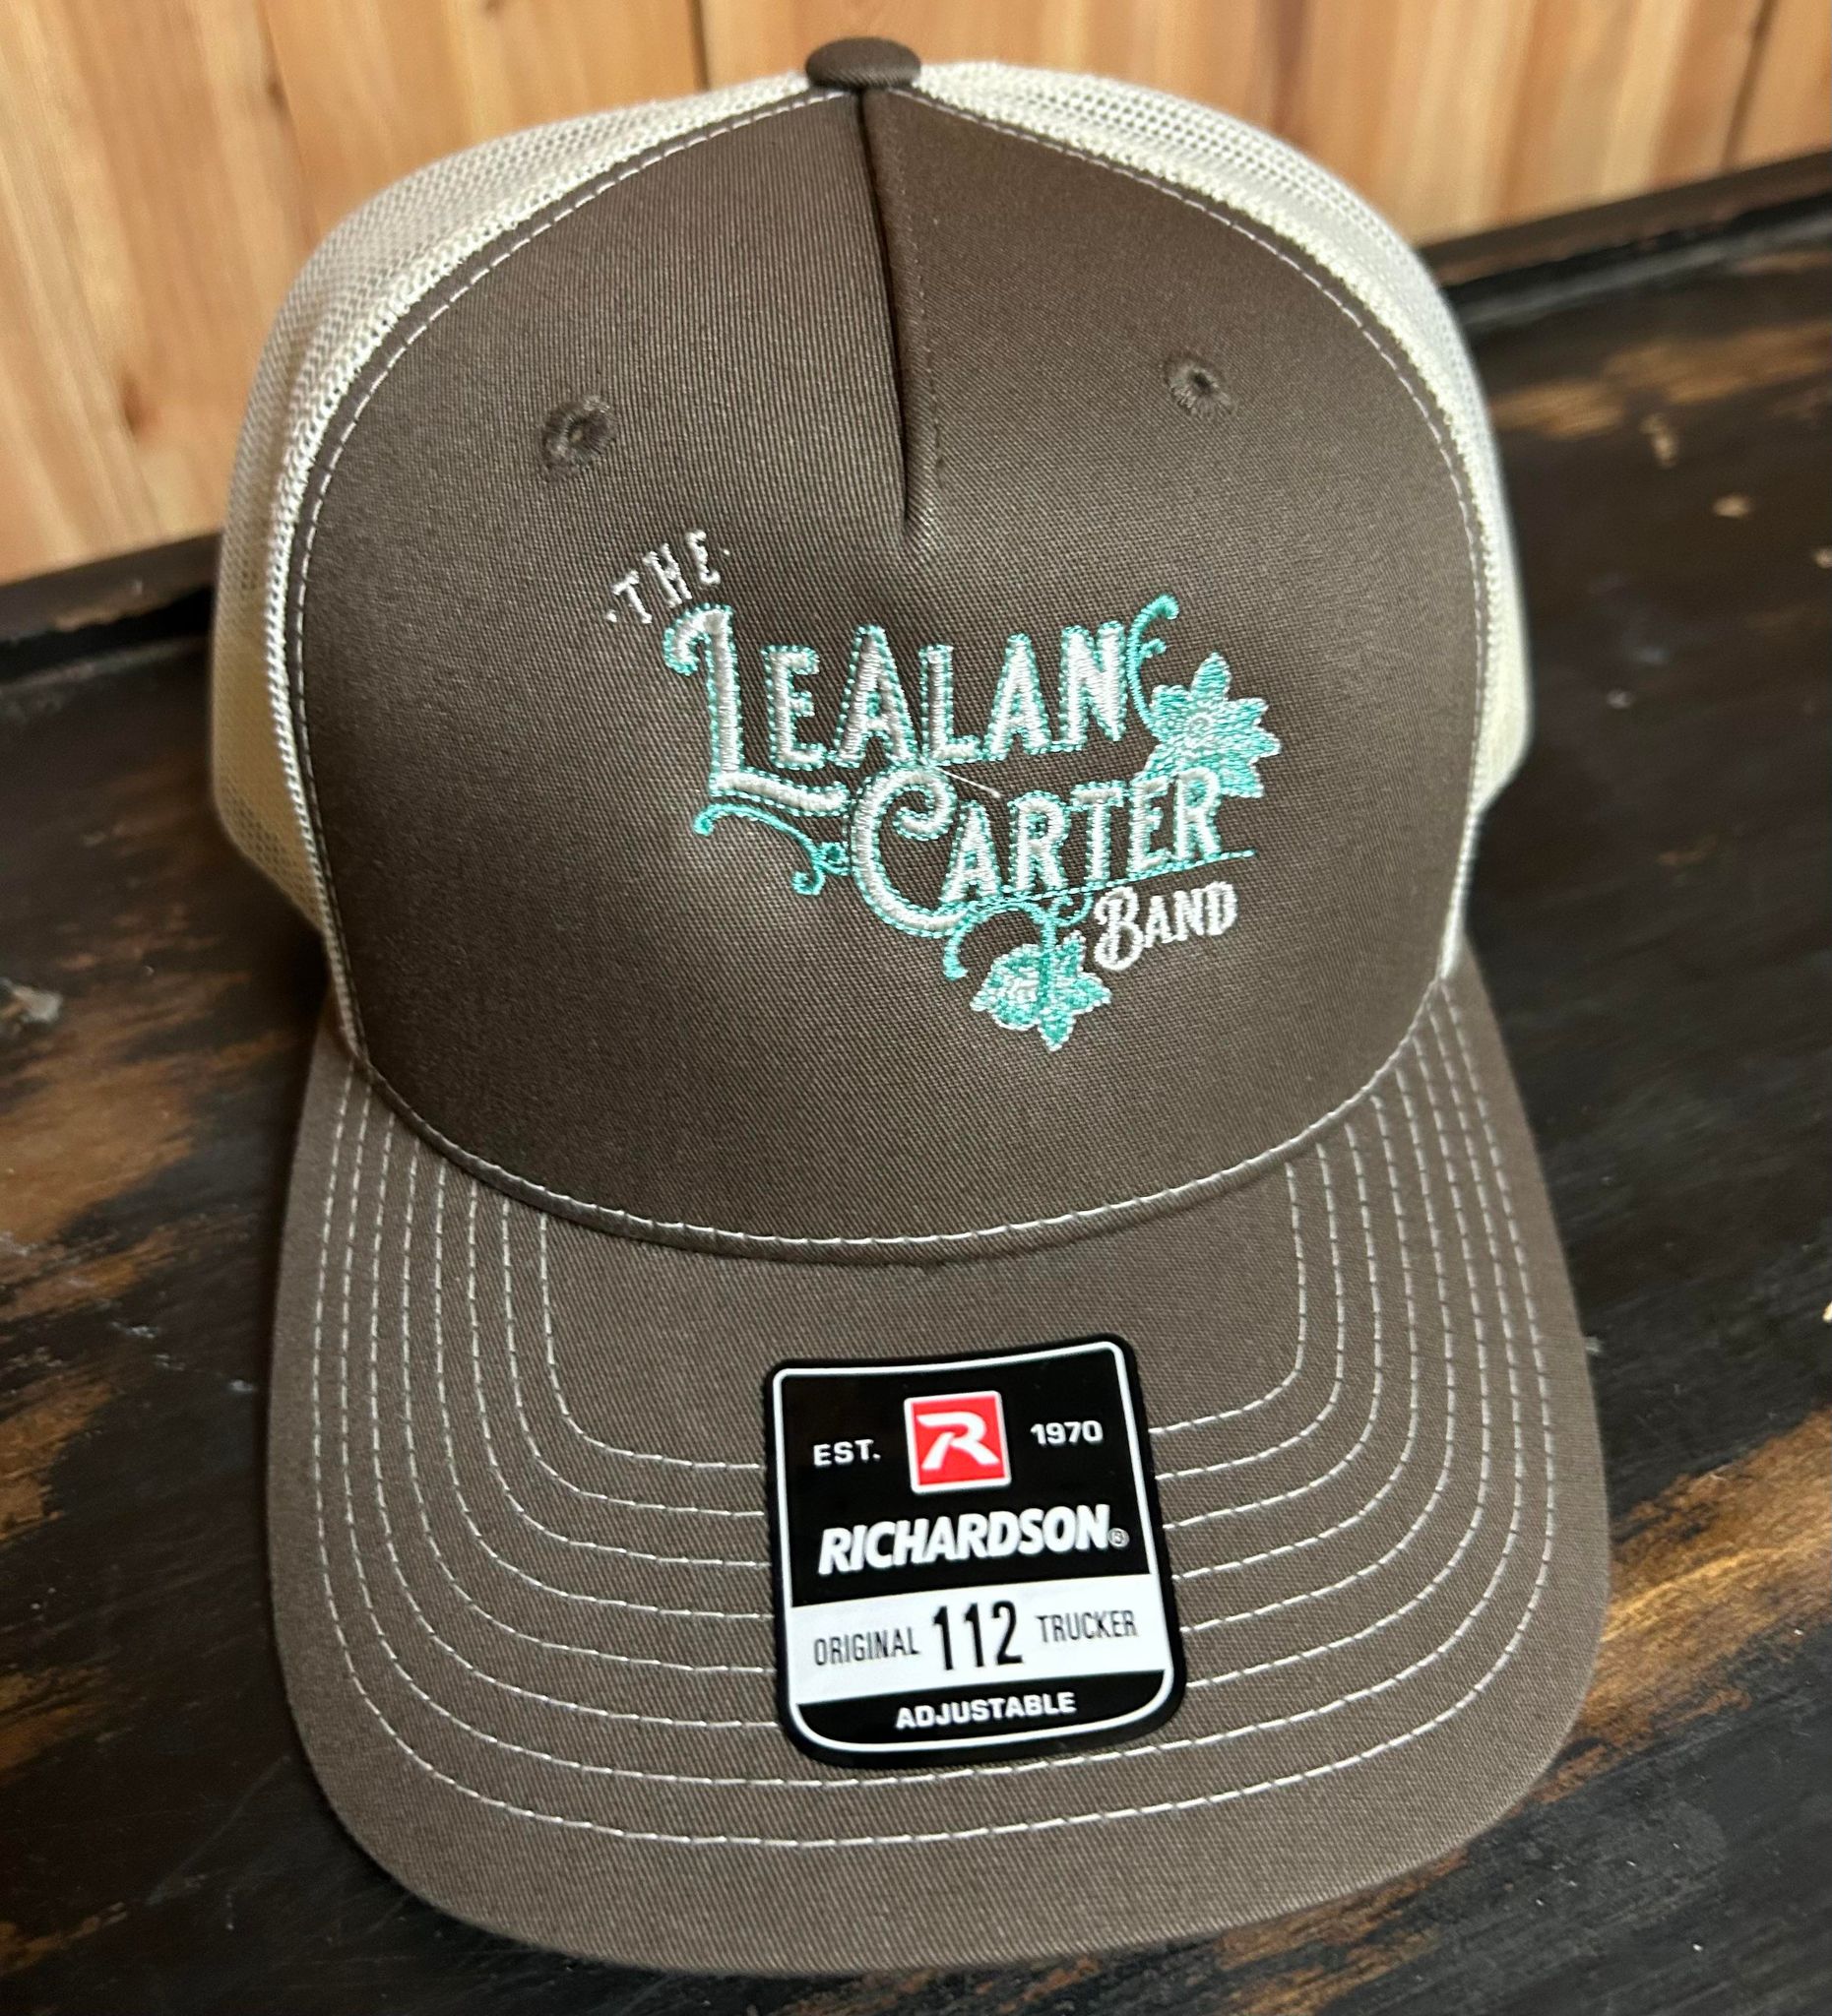 ·THE·
LEALAN
CARTER
BAND
EST. R 1970
RICHARDSON®
ORIGINAL 112 TRUCKER
ADJUSTABLE